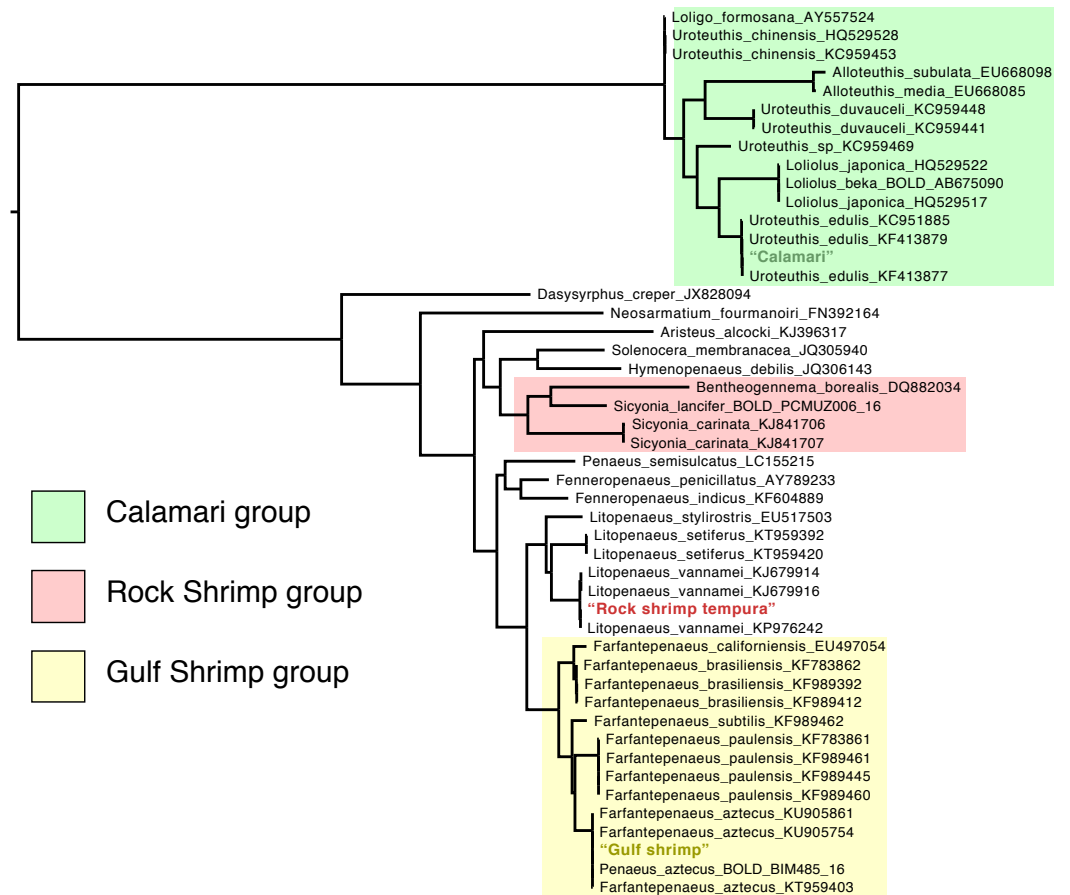 Loligo_formosana_AY557524
Uroteuthis_chinensis_HQ529528
Uroteuthis_chinensis_KC959453
Alloteuthis_subulata_EU668098
Alloteuthis_media_EU668085
Uroteuthis_duvauceli_KC959448
Uroteuthis_duvauceli_KC959441
Uroteuthis_sp_KC959469
Loliolus_japonica_HQ529522
Loliolus_beka_BOLD_AB675090
Loliolus_japonica_HQ529517
Uroteuthis_edulis_KC951885
Uroteuthis_edulis_KF413879
“Calamari”
Uroteuthis_edulis_KF413877
Dasysyrphus_creper_JX828094
Neosarmatium_fourmanoiri_FN392164
Aristeus_alcocki_KJ396317
Solenocera_membranacea_JQ305940
Hymenopenaeus_debilis_JQ306143
Bentheogennema_borealis_DQ882034
Sicyonia_lancifer_BOLD_PCMUZ006_16
Sicyonia_carinata_KJ841706
Sicyonia_carinata_KJ841707
Penaeus_semisulcatus_LC155215
Fenneropenaeus_penicillatus_AY789233
Fenneropenaeus_indicus_KF604889
Litopenaeus_stylirostris_EU517503
Litopenaeus_setiferus_KT959392
Litopenaeus_setiferus_KT959420
Litopenaeus_vannamei_KJ679914
Litopenaeus_vannamei_KJ679916
“Rock shrimp tempura”
Litopenaeus_vannamei_KP976242
Farfantepenaeus_californiensis_EU497054
Farfantepenaeus_brasiliensis_KF783862
Farfantepenaeus_brasiliensis_KF989392
Farfantepenaeus_brasiliensis_KF989412
Farfantepenaeus_subtilis_KF989462
Farfantepenaeus_paulensis_KF783861
Farfantepenaeus_paulensis_KF989461
Farfantepenaeus_paulensis_KF989445
Farfantepenaeus_paulensis_KF989460
Farfantepenaeus_aztecus_KU905861
Farfantepenaeus_aztecus_KU905754
“Gulf shrimp”
Penaeus_aztecus_BOLD_BIM485_16
Farfantepenaeus_aztecus_KT959403
Calamari group
Rock Shrimp group
Gulf Shrimp group